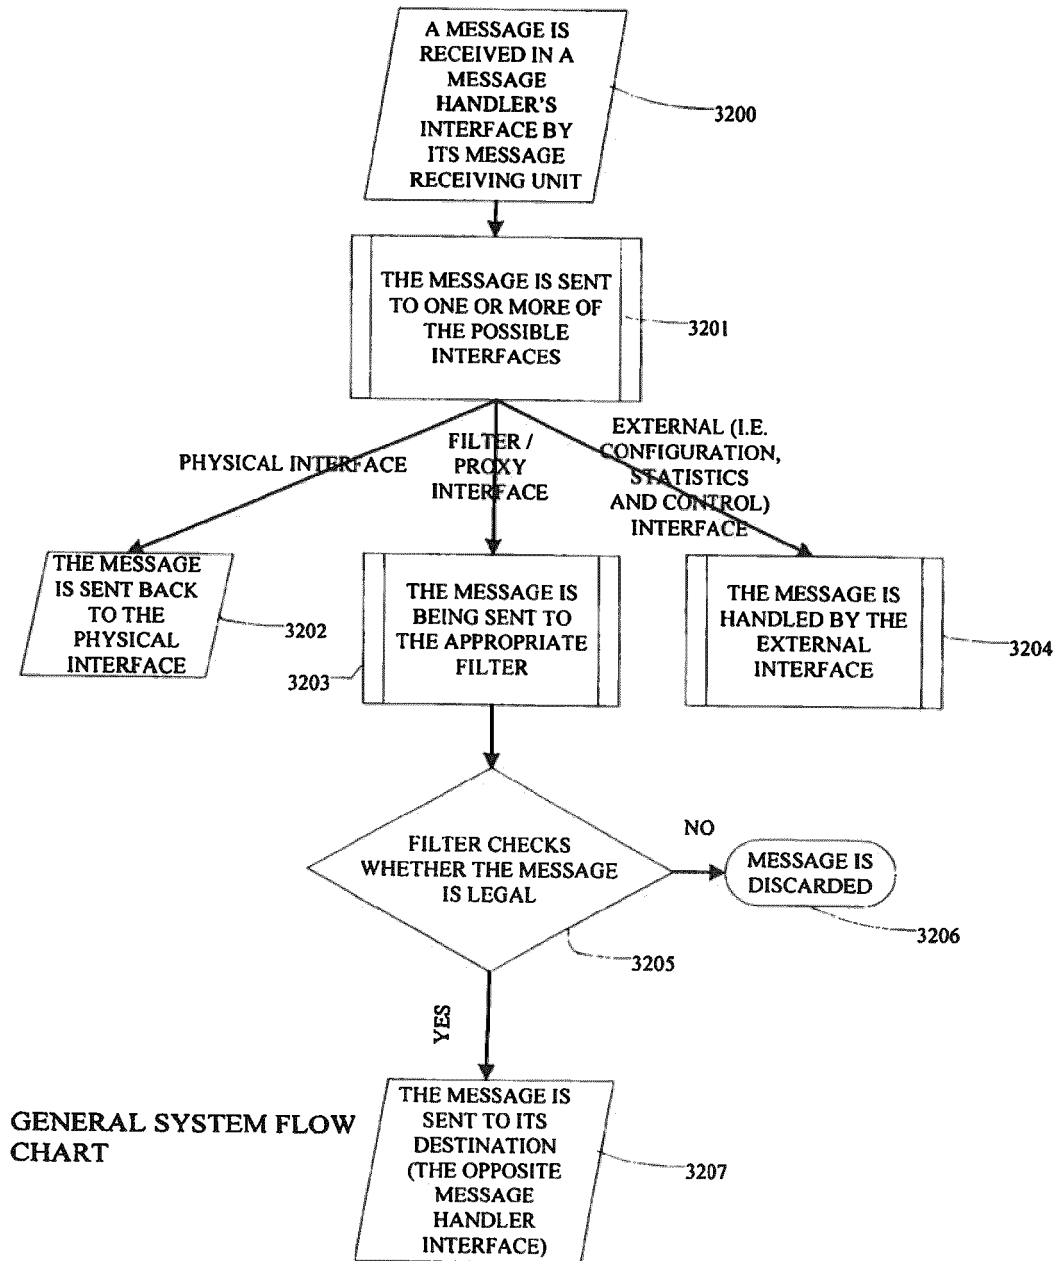 A MESSAGE IS
RECEIVED IN A
MESSAGE
HANDLER'S
INTERFACE BY
ITS MESSAGE
RECEIVING UNIT
3200
THE MESSAGE IS SENT
TO ONE OR MORE OF
THE POSSIBLE
INTERFACES
3201
PHYSICAL INTERFACE
FILTER /
PROXY
INTERFACE
EXTERNAL (I.E.
CONFIGURATION,
STATISTICS
AND CONTROL)
INTERFACE
THE MESSAGE
IS SENT BACK
TO THE
PHYSICAL
INTERFACE
3202
THE MESSAGE IS
BEING SENT TO
THE APPROPRIATE
FILTER
3203
THE MESSAGE IS
HANDLED BY THE
EXTERNAL
INTERFACE
3204
FILTER CHECKS
WHETHER THE MESSAGE
IS LEGAL
3205
NO
MESSAGE IS
DISCARDED
3206
YES
THE MESSAGE IS
SENT TO ITS
DESTINATION
(THE OPPOSITE
MESSAGE
HANDLER
INTERFACE)
3207
GENERAL SYSTEM FLOW
CHART